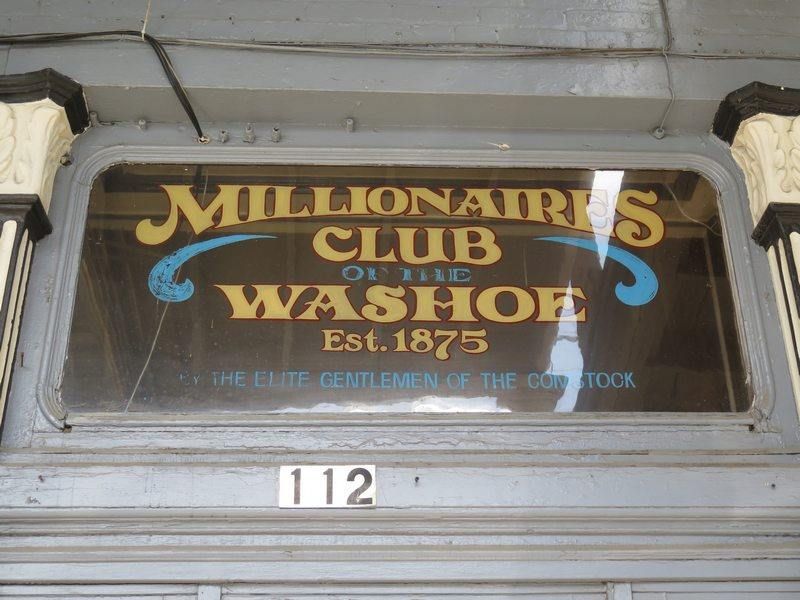 MILLIONAIRES
CLUB
OF THE
WASHOE
Est. 1875
BY THE ELITE GENTLEMEN OF THE COMSTOCK
112